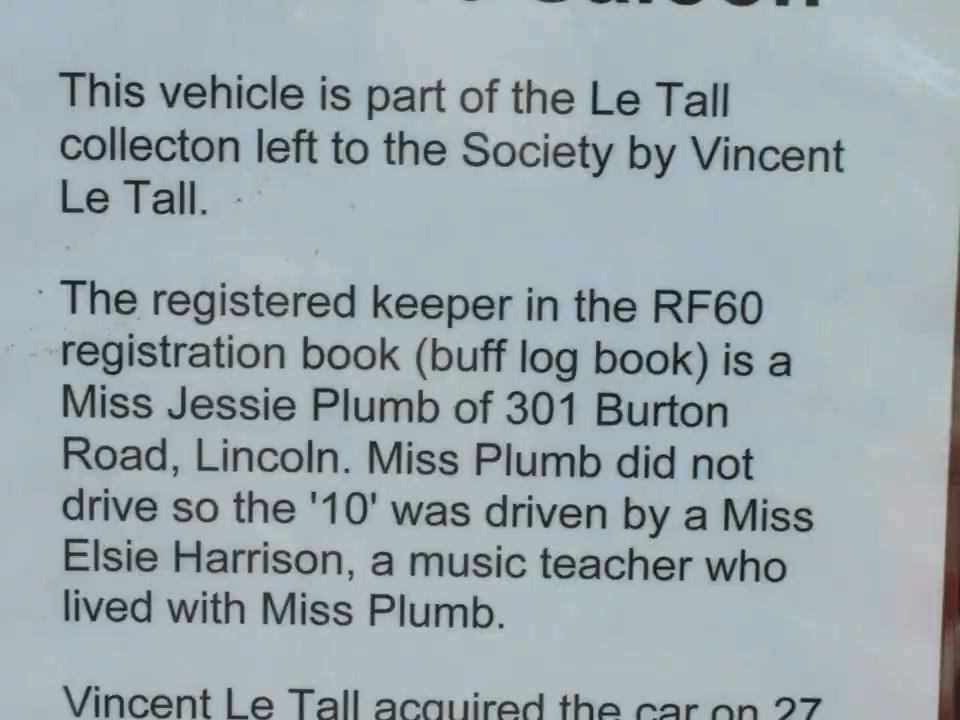 This vehicle is part of the Le Tall
collecton left to the Society by Vincent
Le Tall.
The registered keeper in the RF60
registration book (buff log book) is a
Miss Jessie Plumb of 301 Burton
Road, Lincoln. Miss Plumb did not
drive so the '10' was driven by a Miss
Elsie Harrison, a music teacher who
lived with Miss Plumb.
Vincent Le Tall acquired the car on 27